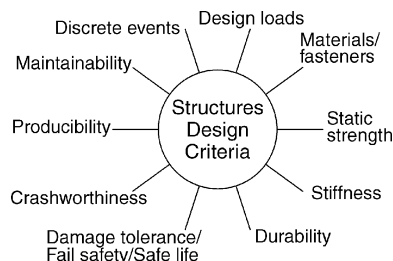 Design loads
Discrete events
Materials/
fasteners
Maintainability
Structures
Design
Criteria
Producibility
Static
strength
Crashworthiness
Stiffness
Damage tolerance/
Fail safety/Safe life
Durability